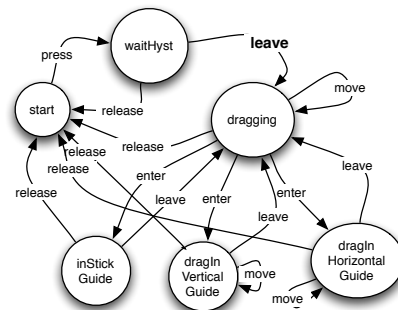 waitHyst
leave
press
move
start
release
dragging
release
release
release
release
enter
leave
enter
leave
enter
leave
inStick
Guide
dragIn
Vertical
Guide
move
dragIn
Horizontal
Guide
move